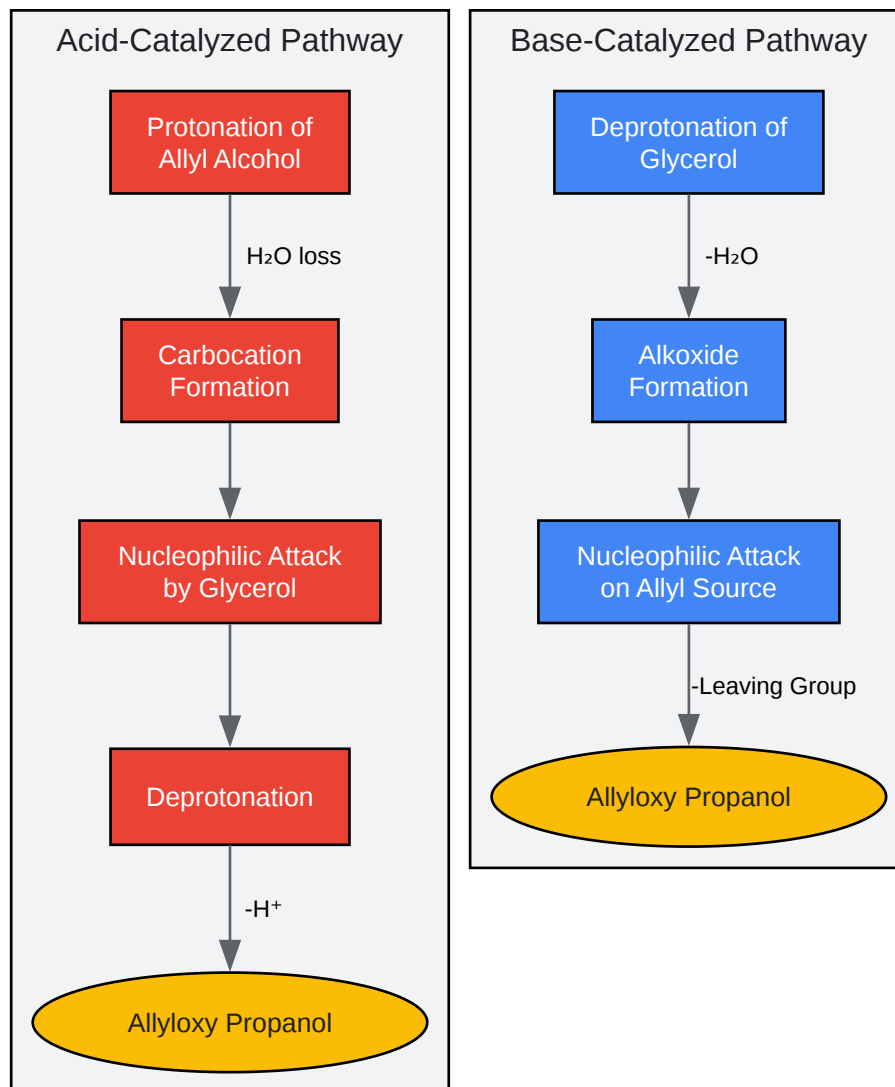 Acid-Catalyzed Pathway
Protonation of
Allyl Alcohol
H₂O loss
Carbocation
Formation
Nucleophilic Attack
by Glycerol
Deprotonation
-H⁺
Allyloxy Propanol
Base-Catalyzed Pathway
Deprotonation of
Glycerol
-H₂O
Alkoxide
Formation
Nucleophilic Attack
on Allyl Source
-Leaving Group
Allyloxy Propanol